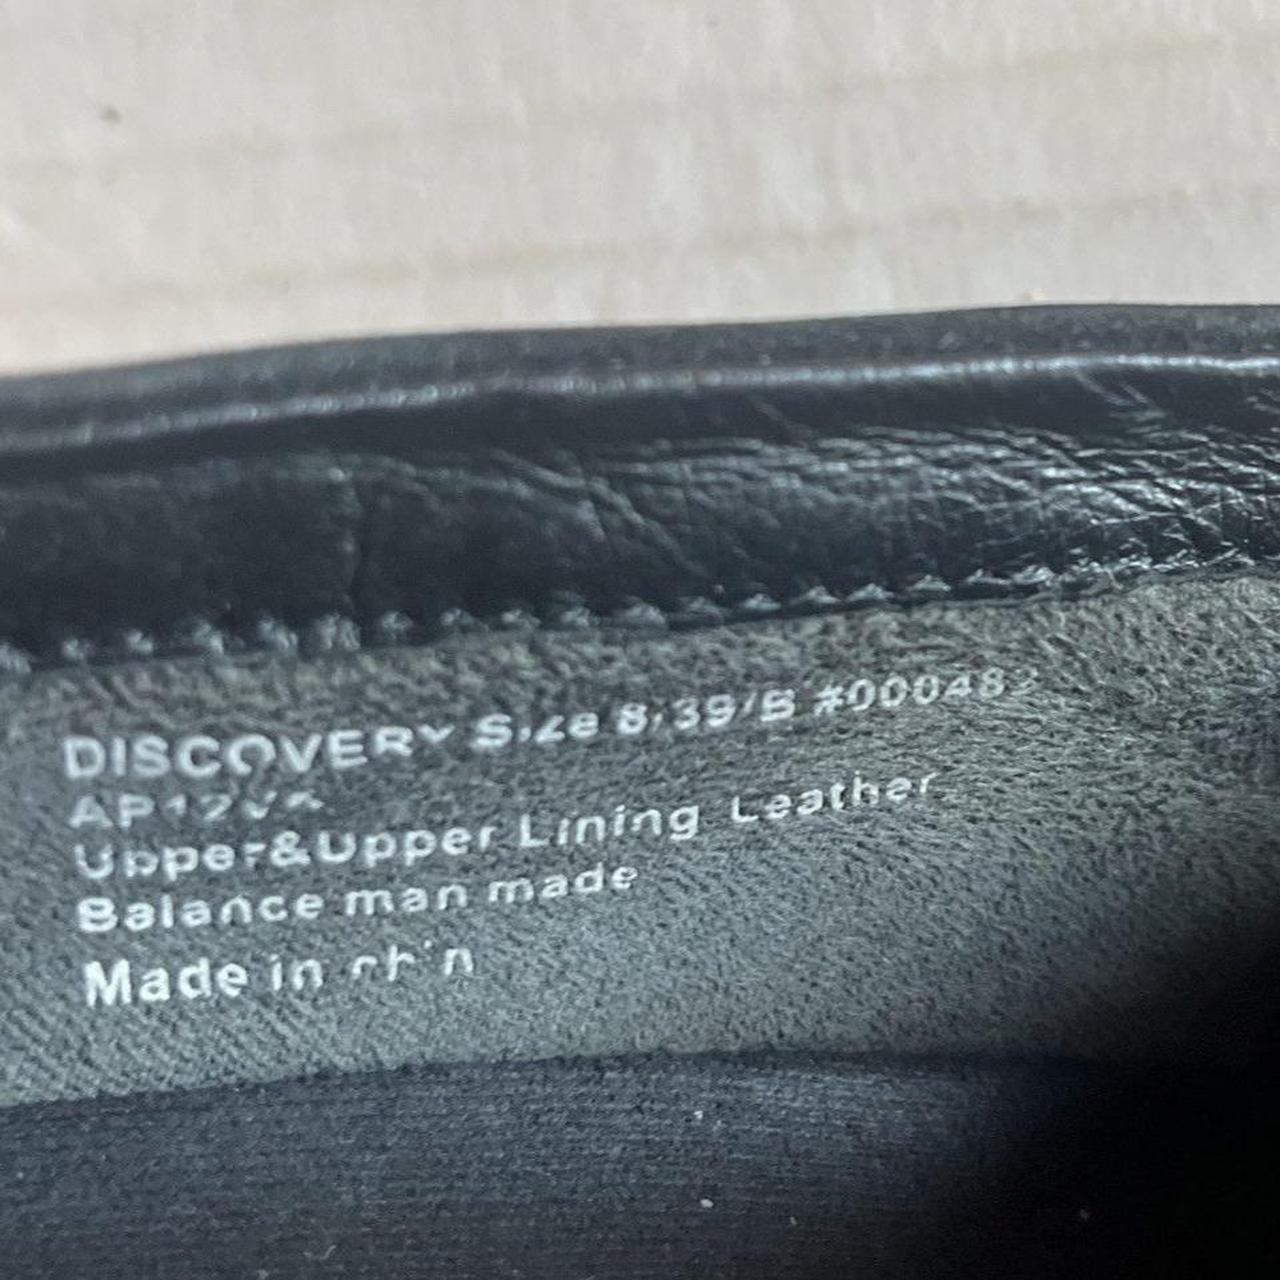 DISCOVERY Size 8/39/B #000482
Upper&Upper Lining Leather
Balance man made
Made in